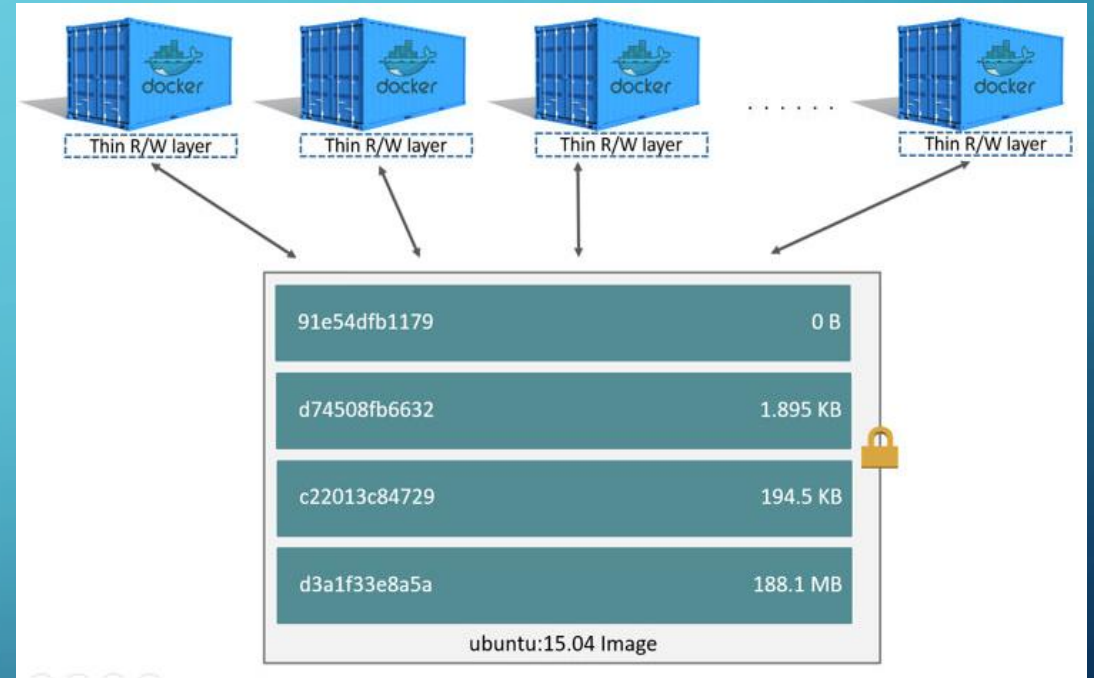 docker docker docker docker
. . . . . .
Thin R/W layer Thin R/W layer Thin R/W layer Thin R/W layer
91e54dfb1179 0 B
d74508fb6632 1.895 KB
c22013c84729 194.5 KB
d3a1f33e8a5a 188.1 MB
ubuntu:15.04 Image